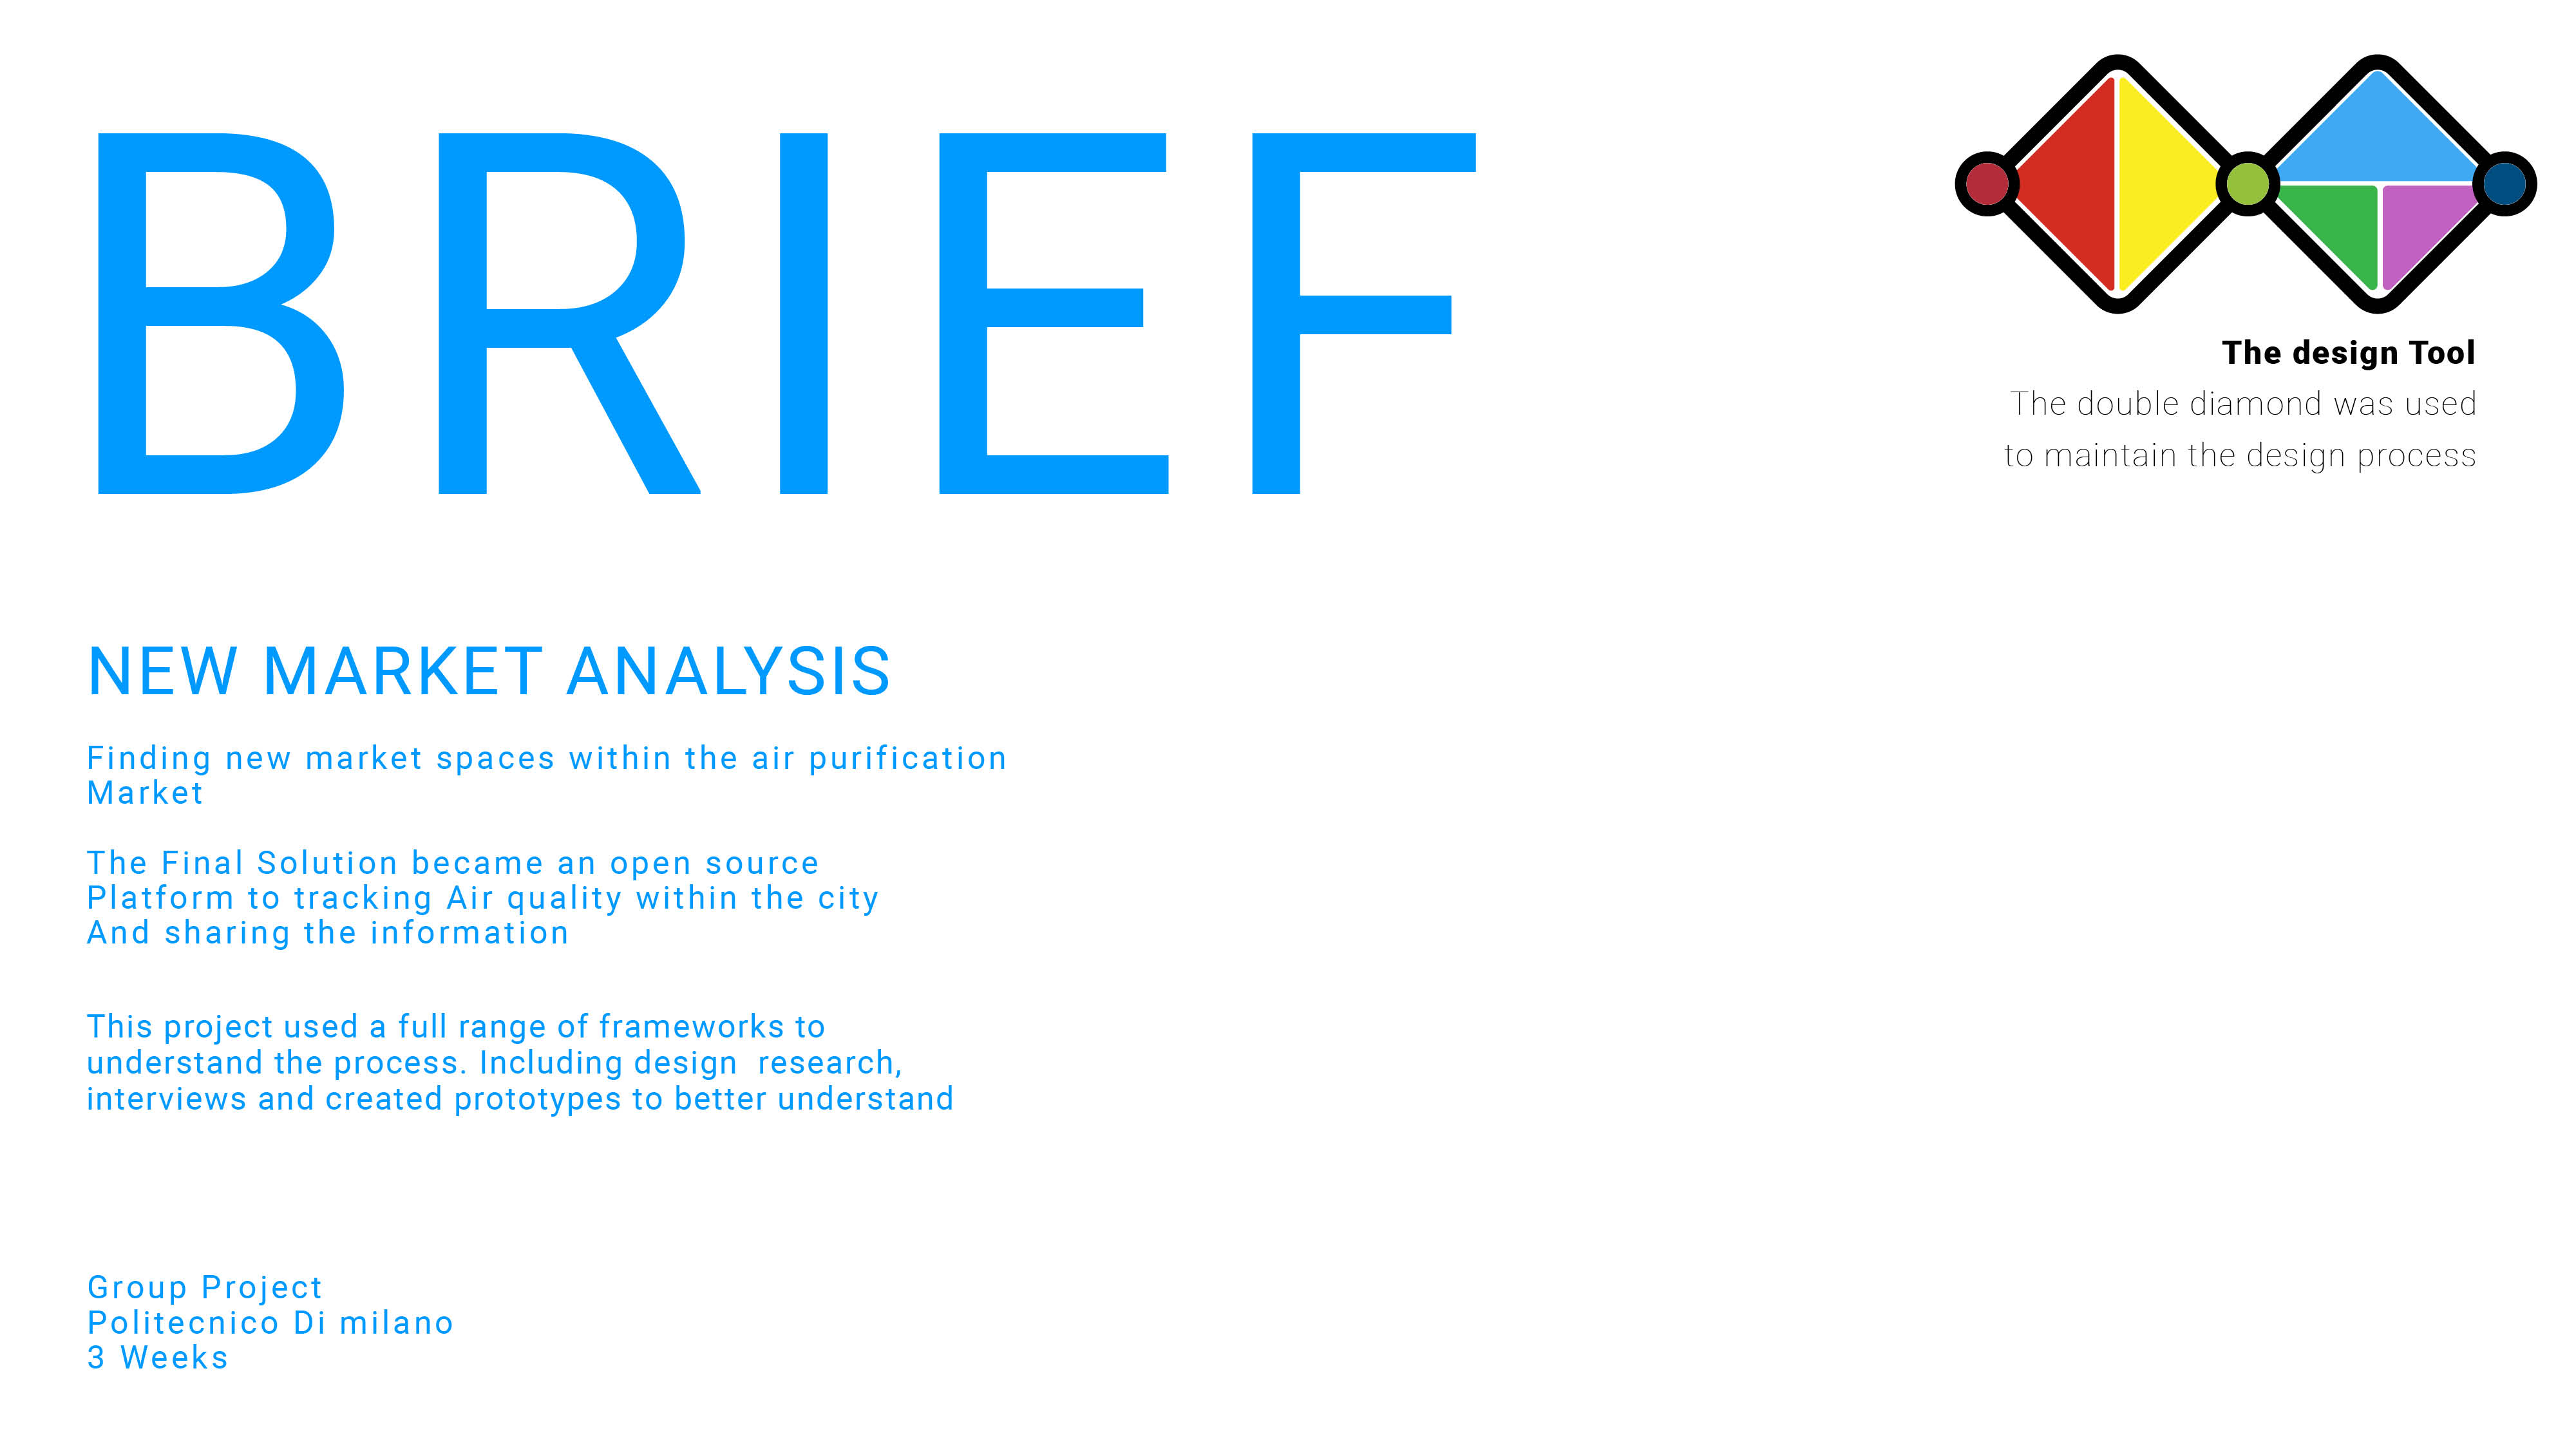 BRIEF
The design Tool
The double diamond was used
to maintain the design process
NEW MARKET ANALYSIS
Finding new market spaces within the air purification
Market
The Final Solution became an open source
Platform to tracking Air quality within the city
And sharing the information
This project used a full range of frameworks to
understand the process. Including design  research,
interviews and created prototypes to better understand
Group Project
Politecnico Di milano
3 Weeks